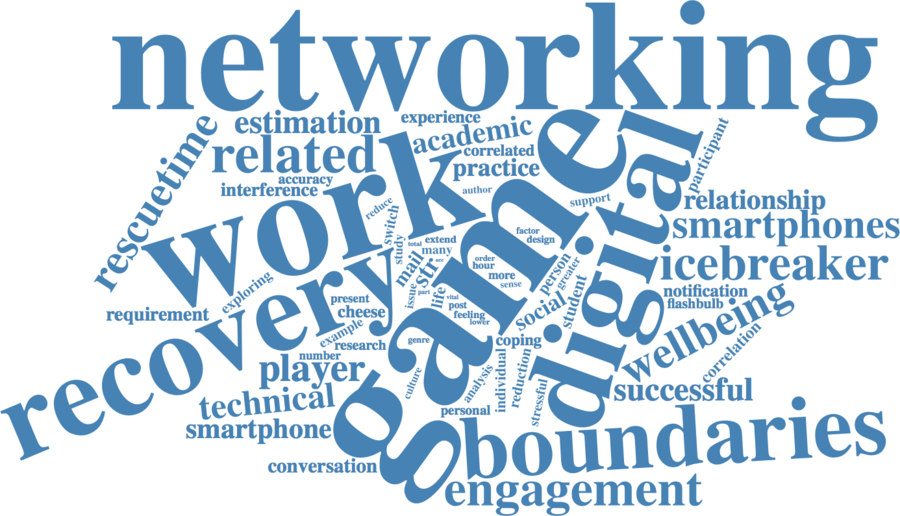 networking
rescuetime
estimation
experience
academic
related
correlated
practice
accuracy
interference
author
work
game
digital
participant
support
relationship
smartphones
icebreaker
notification
flashbulb
wellbeing
correlation
successful
boundaries
engagement
recovery
reduce
switch
study
total
extend
many
are
mail
str
issue
part
life
vital
post
feeling
lower
order
hour
more
sense
factor
design
person
greater
social
student
coping
exploring
requirement
present
cheese
example
research
number
player
technical
smartphone
conversation
genre
culture
analysis
personal
individual
reduction
stressful